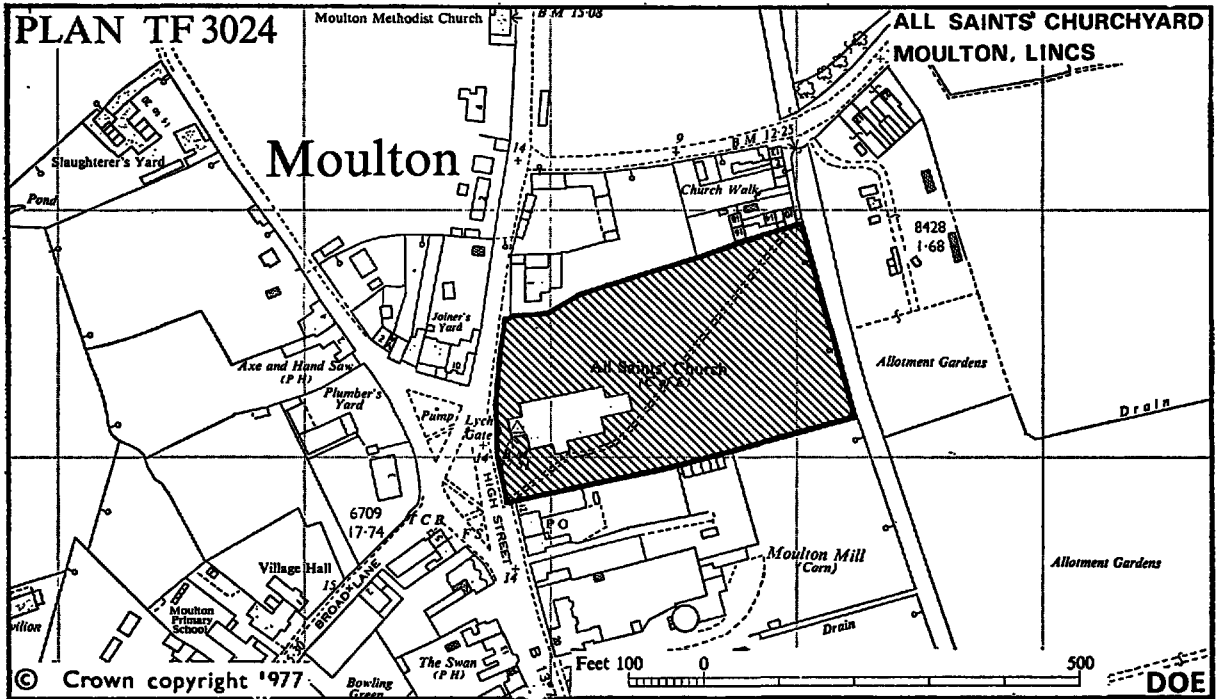 PLAN TF 3024
Moulton Methodist Church
B M 15·08
ALL SAINTS' CHURCHYARD
MOULTON, LINCS
Slaughterer's Yard
Pond
Moulton
14
9
B M 12·25
Church Walk
8428
1·68
Joiner's
Yard
Axe and Hand Saw
(P H)
Plumber's
Yard
Pump
Lych
Gate
14
All Saints' Church
(C of E)
Allotment Gardens
Drain
HIGH STREET
6709
17·74
T C B
P O
14
Moulton Mill
(Corn)
Allotment Gardens
Village Hall
15
BROAD LANE
Moulton
Primary
School
The Swan
(P H)
Bowling
Green
Drain
Feet 100 0 500
© Crown copyright 1977
DOE